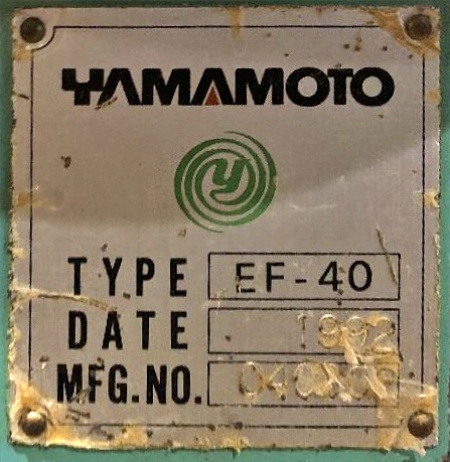 YAMAMOTO
y
TYPE EF-40
DATE 1992
MFG.NO.